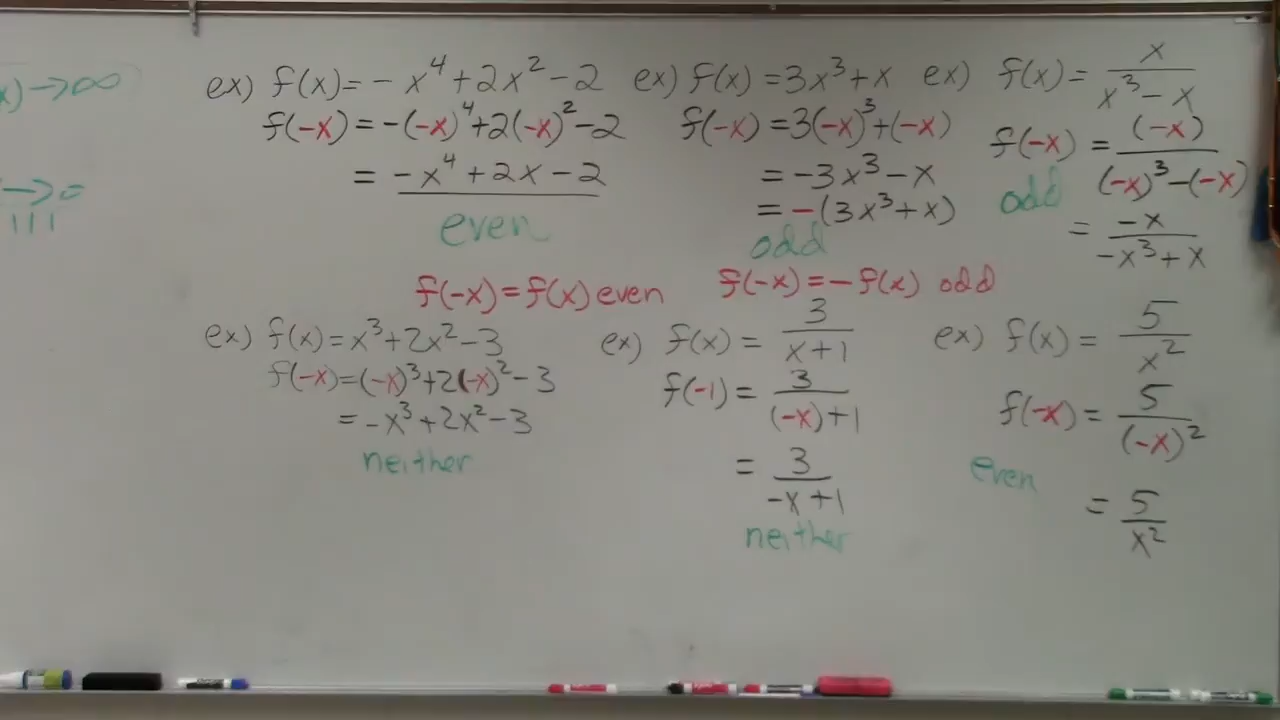 x) → ∞
ex) f(x) = - x⁴ + 2x² - 2
f(-x) = -(-x)⁴ + 2(-x)² - 2
= -x⁴ + 2x - 2
even
ex) f(x) = 3x³ + x
f(-x) = 3(-x)³ + (-x)
= -3x³ - x
= -(3x³ + x)
odd
ex) f(x) = x / (x³ - x)
f(-x) = (-x) / ((-x)³ - (-x))
odd
= -x / (-x³ + x)
f(-x) = f(x) even
f(-x) = - f(x) odd
ex) f(x) = x³ + 2x² - 3
f(-x) = (-x)³ + 2(-x)² - 3
= -x³ + 2x² - 3
neither
ex) f(x) = 3 / (x + 1)
f(-1) = 3 / ((-x) + 1)
= 3 / (-x + 1)
neither
ex) f(x) = 5 / x²
f(-x) = 5 / (-x)²
even
= 5 / x²